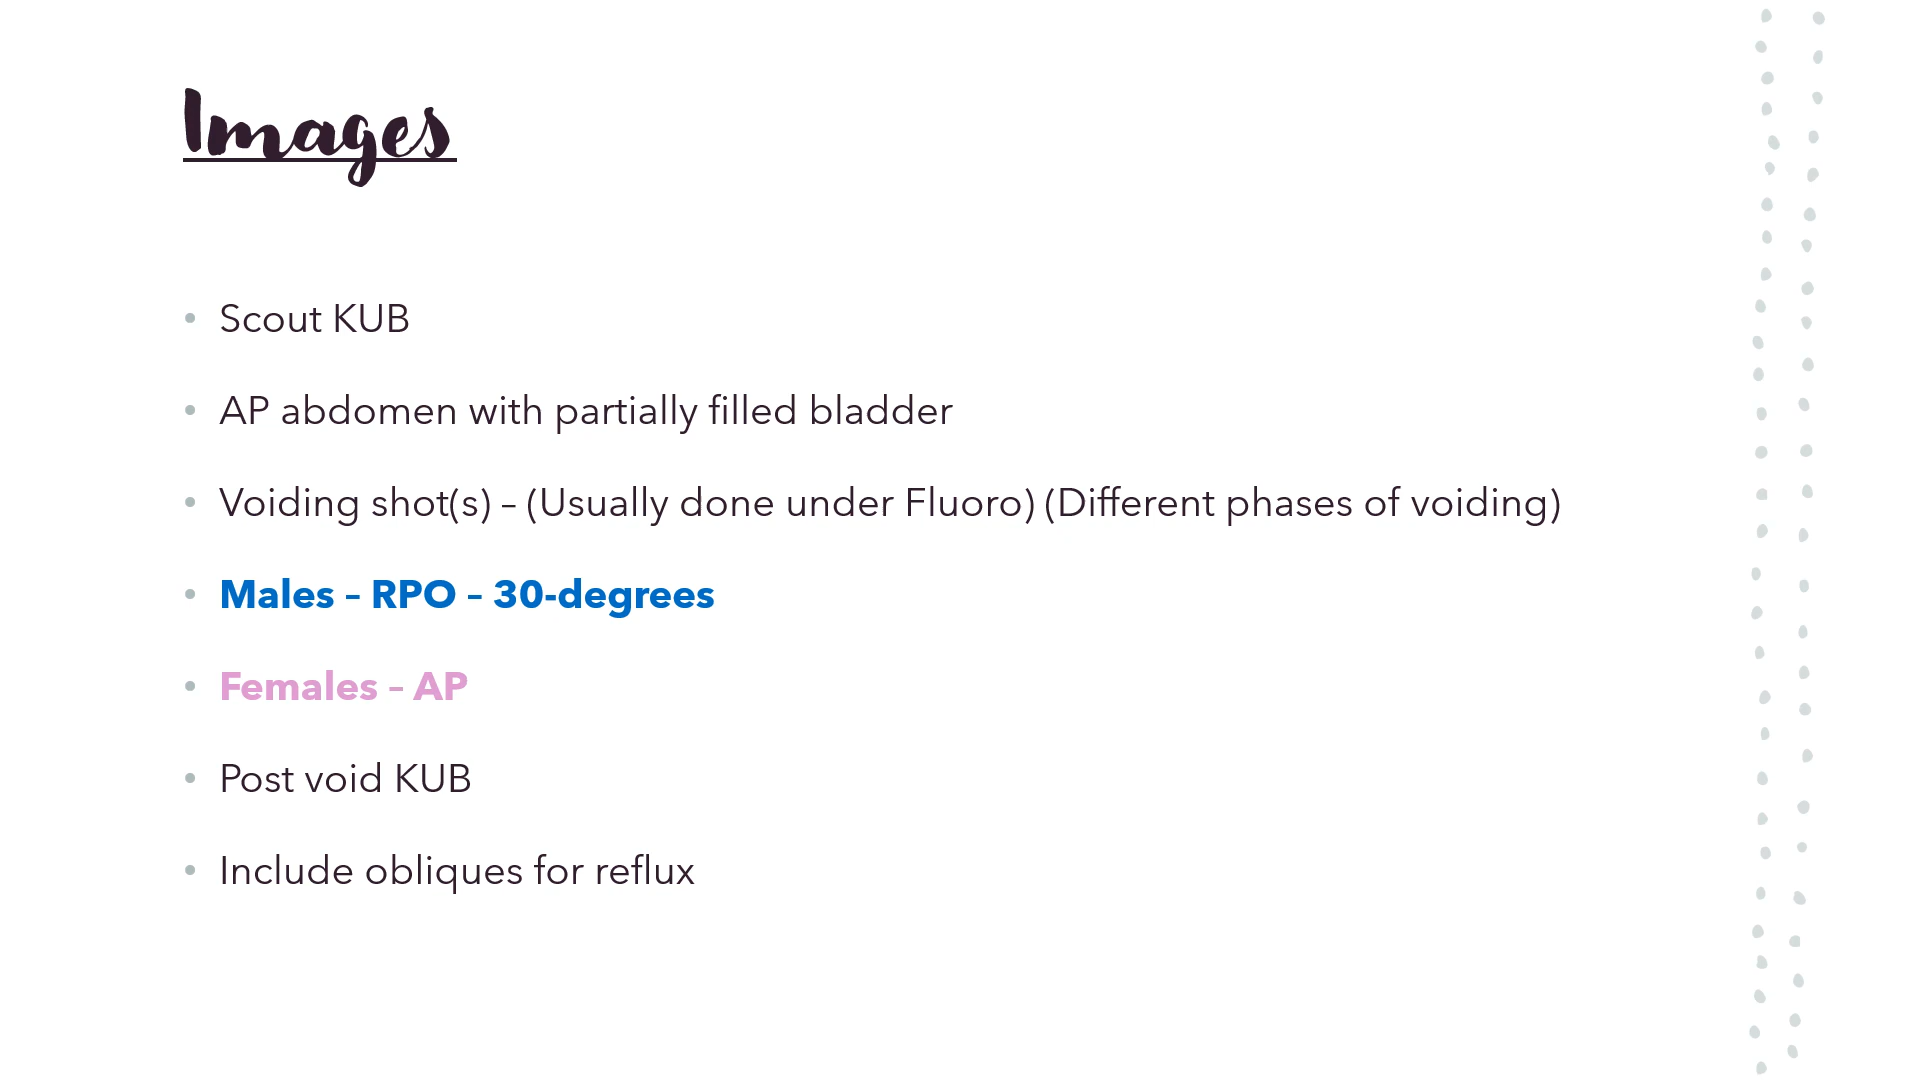 Images
• Scout KUB
• AP abdomen with partially filled bladder
• Voiding shot(s) – (Usually done under Fluoro) (Different phases of voiding)
• Males – RPO – 30-degrees
• Females – AP
• Post void KUB
• Include obliques for reflux